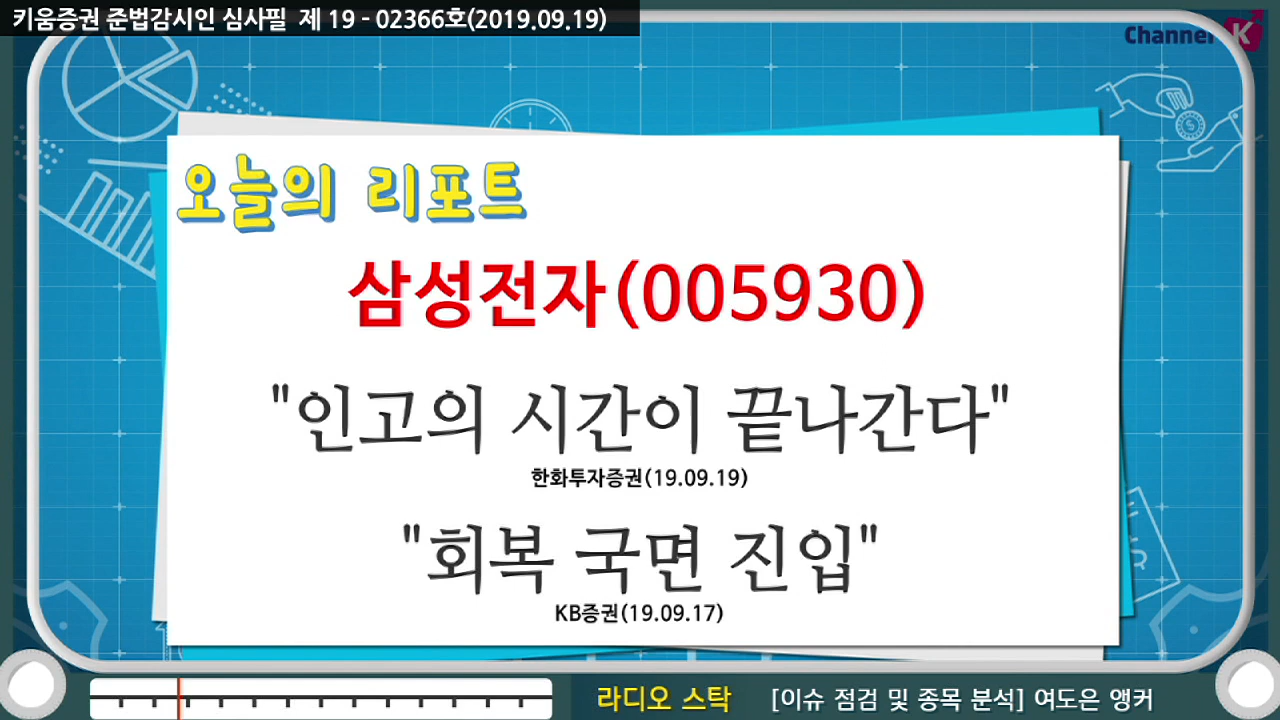 키움증권 준법감시인 심사필 제 19 - 02366호(2019.09.19)
Channel K
오늘의 리포트
삼성전자(005930)
"인고의 시간이 끝나간다"
한화투자증권(19.09.19)
"회복 국면 진입"
KB증권(19.09.17)
라디오 스탁 [이슈 점검 및 종목 분석] 여도은 앵커